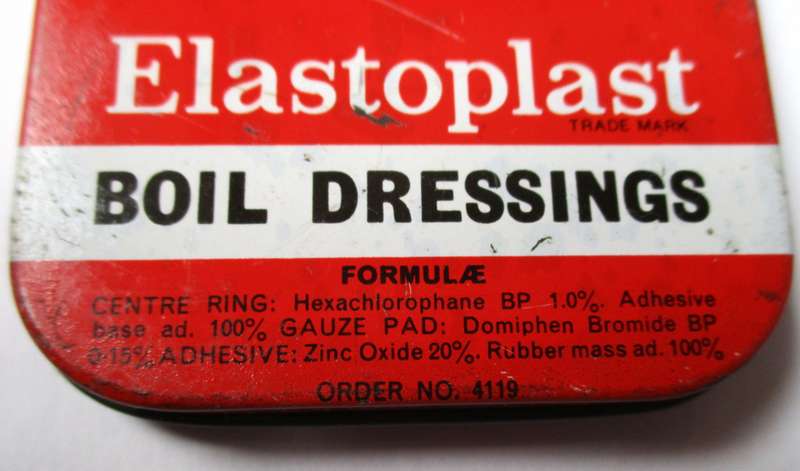 Elastoplast
TRADE MARK
BOIL DRESSINGS
FORMULÆ
CENTRE RING: Hexachlorophane BP 1.0%. Adhesive
base ad. 100% GAUZE PAD: Domiphen Bromide BP
0·15% ADHESIVE: Zinc Oxide 20%. Rubber mass ad. 100%
ORDER NO. 4119